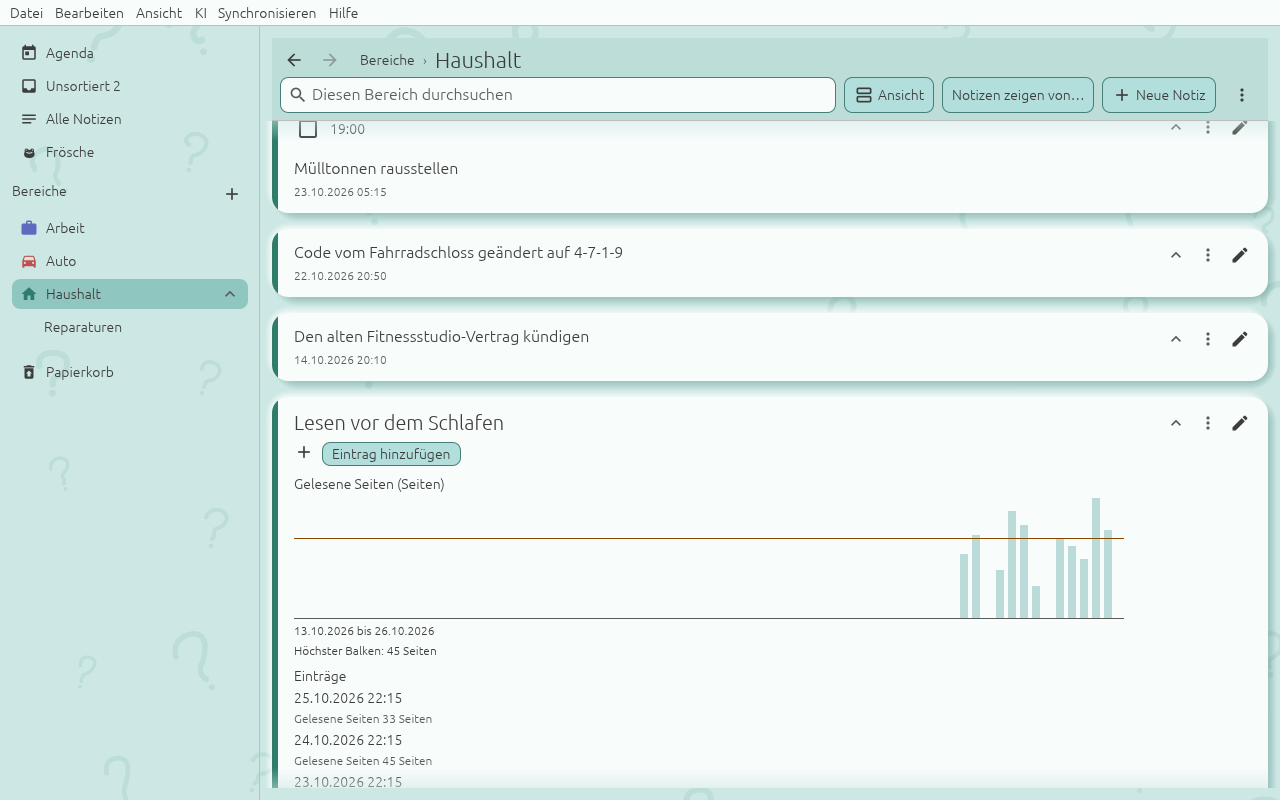 Datei Bearbeiten Ansicht KI Synchronisieren Hilfe
Agenda
Unsortiert 2
Alle Notizen
Frösche
Bereiche
Arbeit
Auto
Haushalt
Reparaturen
Papierkorb
Bereiche › Haushalt
Diesen Bereich durchsuchen
Ansicht
Notizen zeigen von…
Neue Notiz
19:00
Mülltonnen rausstellen
23.10.2026 05:15
Code vom Fahrradschloss geändert auf 4-7-1-9
22.10.2026 20:50
Den alten Fitnessstudio-Vertrag kündigen
14.10.2026 20:10
Lesen vor dem Schlafen
Eintrag hinzufügen
Gelesene Seiten (Seiten)
13.10.2026 bis 26.10.2026
Höchster Balken: 45 Seiten
Einträge
25.10.2026 22:15
Gelesene Seiten 33 Seiten
24.10.2026 22:15
Gelesene Seiten 45 Seiten
23.10.2026 22:15